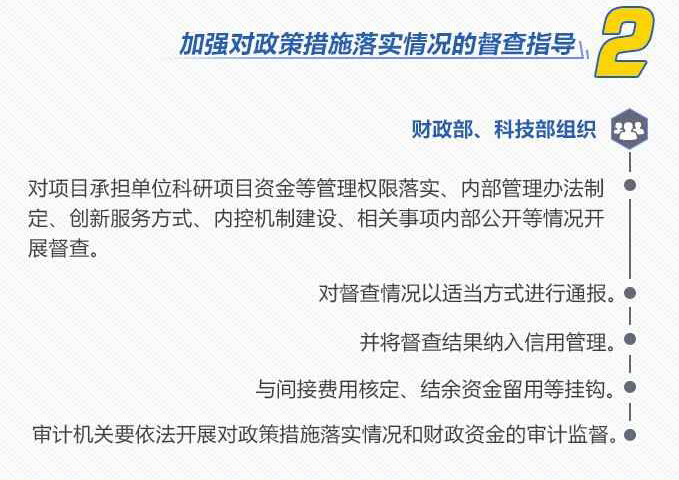 加强对政策措施落实情况的督查指导
2
财政部、科技部组织
对项目承担单位科研项目资金等管理权限落实、内部管理办法制
定、创新服务方式、内控机制建设、相关事项内部公开等情况开
展督查。
对督查情况以适当方式进行通报。
并将督查结果纳入信用管理。
与间接费用核定、结余资金留用等挂钩。
审计机关要依法开展对政策措施落实情况和财政资金的审计监督。